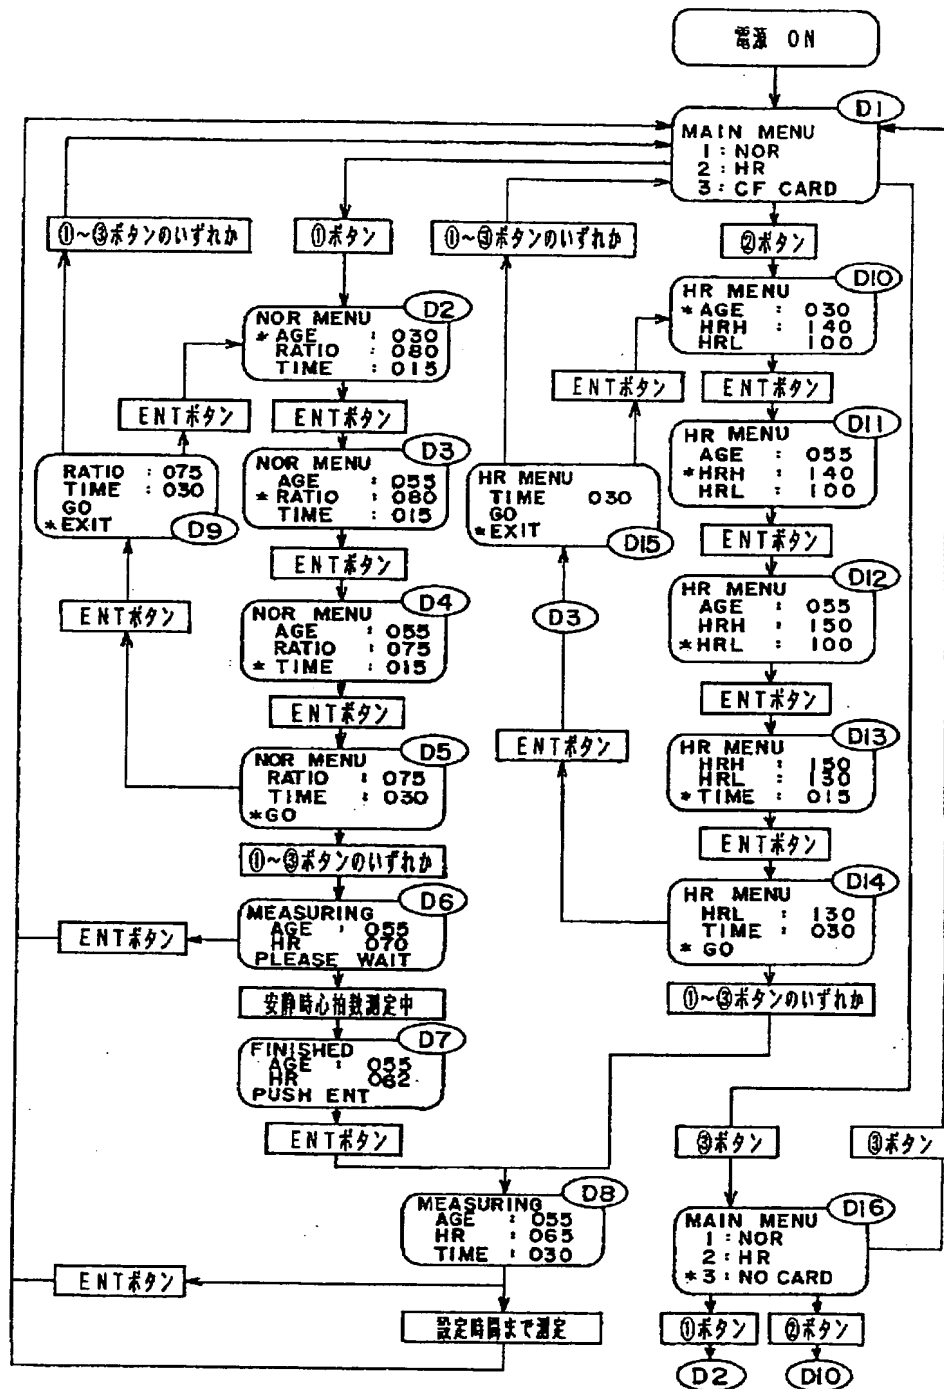 電源 ON
D1
MAIN MENU
1 : NOR
2 : HR
3 : CF CARD
①~③ボタンのいずれか
①ボタン
①~③ボタンのいずれか
②ボタン
D2
NOR MENU
* AGE : 030
RATIO : 080
TIME : 015
D10
HR MENU
* AGE : 030
HRH : 140
HRL : 100
ENTボタン
ENTボタン
ENTボタン
ENTボタン
D3
NOR MENU
AGE : 055
* RATIO : 080
TIME : 015
D11
HR MENU
AGE : 055
*HRH : 140
HRL : 100
RATIO : 075
TIME : 030
GO
*EXIT
D9
HR MENU
TIME 030
GO
*EXIT
D15
ENTボタン
ENTボタン
D12
HR MENU
AGE : 055
HRH : 150
*HRL : 100
ENTボタン
D4
NOR MENU
AGE : 055
RATIO : 075
* TIME : 015
D3
ENTボタン
ENTボタン
D13
HR MENU
HRH : 150
HRL : 130
* TIME : 015
ENTボタン
D5
NOR MENU
RATIO : 075
TIME : 030
*GO
ENTボタン
①~③ボタンのいずれか
D14
HR MENU
HRL : 130
TIME : 030
* GO
D6
MEASURING
AGE : 055
HR 070
PLEASE WAIT
ENTボタン
①~③ボタンのいずれか
安静時心拍数測定中
D7
FINISHED
AGE : 055
HR 062
PUSH ENT
ENTボタン
③ボタン
③ボタン
D8
MEASURING
AGE : 055
HR : 065
TIME : 030
D16
MAIN MENU
1 : NOR
2 : HR
*3 : NO CARD
ENTボタン
設定時間まで測定
①ボタン
②ボタン
D2
D10